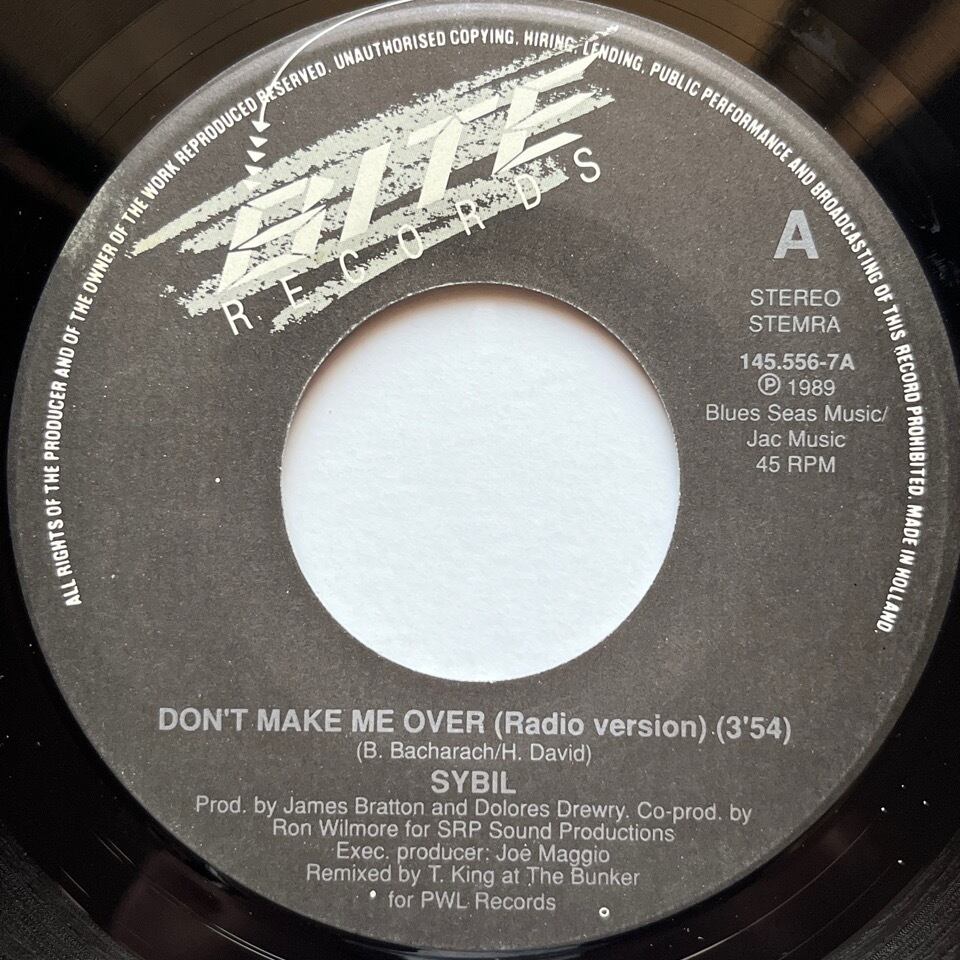 ALL RIGHTS OF THE PRODUCER AND OF THE OWNER OF THE WORK REPRODUCED RESERVED. UNAUTHORISED COPYING, HIRING, LENDING, PUBLIC PERFORMANCE AND BROADCASTING OF THIS RECORD PROHIBITED. MADE IN HOLLAND.
BITE
RECORDS
A
STEREO
STEMRA
145.556-7A
Ⓟ 1989
Blues Seas Music/
Jac Music
45 RPM
DON'T MAKE ME OVER (Radio version) (3'54)
(B. Bacharach/H. David)
SYBIL
Prod. by James Bratton and Dolores Drewry. Co-prod. by
Ron Wilmore for SRP Sound Productions
Exec. producer: Joe Maggio
Remixed by T. King at The Bunker
for PWL Records